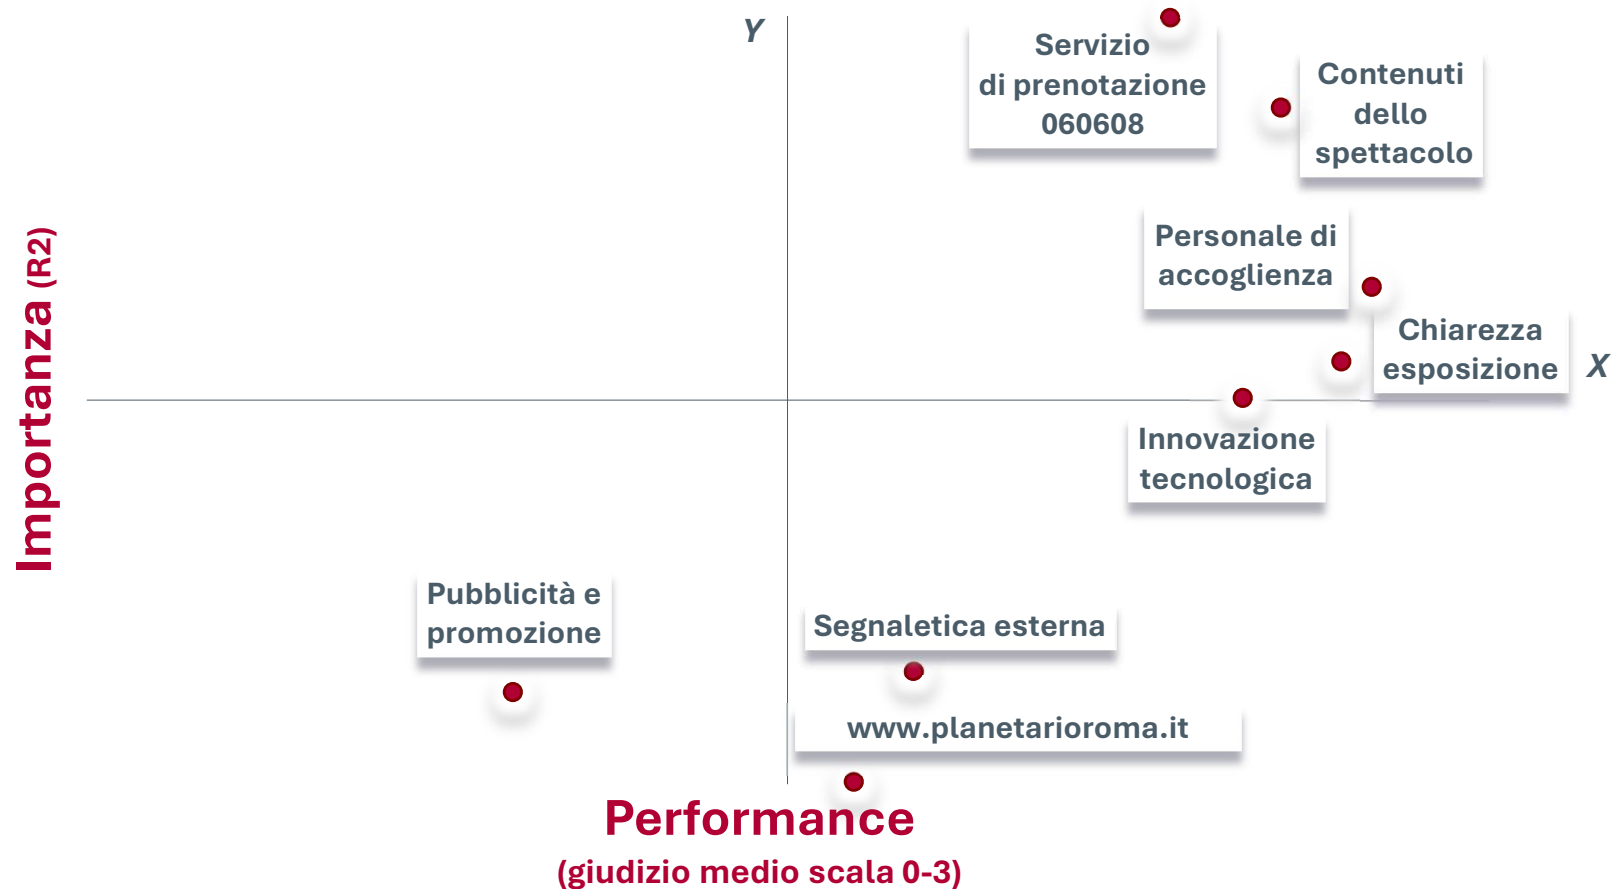 Y
Servizio
di prenotazione
060608
Contenuti
dello
spettacolo
Personale di
accoglienza
Chiarezza
esposizione
X
Importanza (R2)
Innovazione
tecnologica
Pubblicità e
promozione
Segnaletica esterna
www.planetarioroma.it
Performance
(giudizio medio scala 0-3)